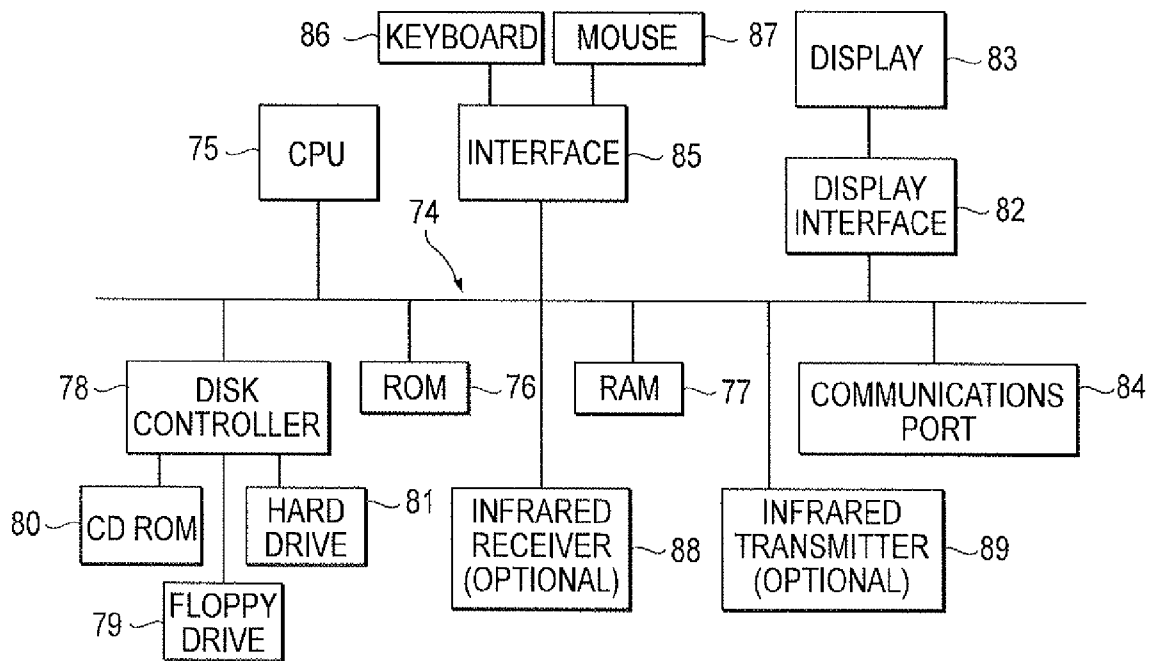 86 KEYBOARD MOUSE 87
DISPLAY 83
75 CPU
INTERFACE 85
DISPLAY
INTERFACE 82
74
78 DISK
CONTROLLER
ROM 76
RAM 77
COMMUNICATIONS
PORT 84
80 CD ROM
HARD
DRIVE 81
79 FLOPPY
DRIVE
INFRARED
RECEIVER
(OPTIONAL) 88
INFRARED
TRANSMITTER
(OPTIONAL) 89